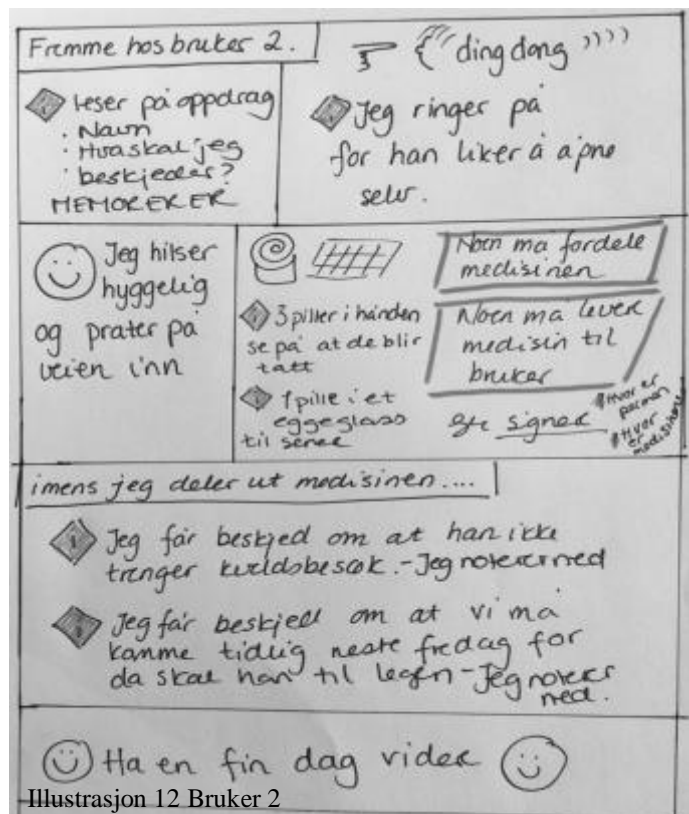 Fremme hos bruker 2.
"ding dong"
leser på oppdrag
· Navn
· Hva skal jeg
· beskjeder?
MEMORERER
Jeg ringer på
for han liker å åpne
selv.
Jeg hilser
hyggelig
og prater på
veien inn
3 piller i hånden
se på at de blir
tatt
1 pille i et
eggeglass
til senere
Noen må fordele
medisinen
Noen må lever
medisin til
bruker
signer
Hvor er
permen
Hvor
er
imens jeg deler ut medisinen....
Jeg får beskjed om at han ikke
trenger kveldsbesøk.-Jeg noterer ned
Jeg får beskjed om at vi må
komme tidlig neste fredag for
da skal han til legen-Jeg noterer
ned.
Ha en fin dag videre
Illustrasjon 12 Bruker 2